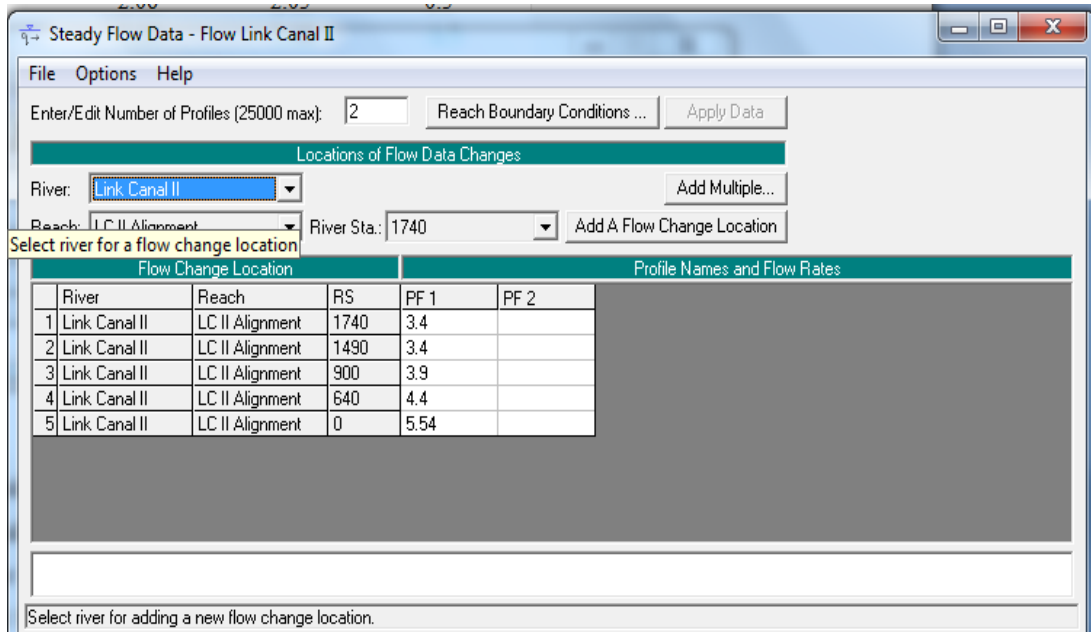 Steady Flow Data - Flow Link Canal II
File Options Help
Enter/Edit Number of Profiles (25000 max): 2 Reach Boundary Conditions ... Apply Data
Locations of Flow Data Changes
River: Link Canal II Add Multiple...
Reach: LC II Alignment River Sta.: 1740 Add A Flow Change Location
Select river for a flow change location
Flow Change Location Profile Names and Flow Rates
River Reach RS PF 1 PF 2
1 Link Canal II LC II Alignment 1740 3.4
2 Link Canal II LC II Alignment 1490 3.4
3 Link Canal II LC II Alignment 900 3.9
4 Link Canal II LC II Alignment 640 4.4
5 Link Canal II LC II Alignment 0 5.54
Select river for adding a new flow change location.